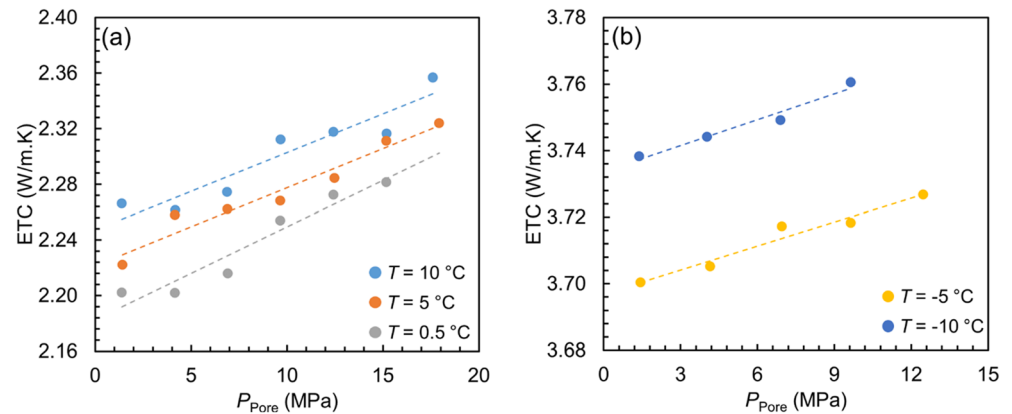 (a)
ETC (W/m.K)
2.40
2.36
2.32
2.28
2.24
2.20
2.16
T = 10 °C
T = 5 °C
T = 0.5 °C
0 5 10 15 20
PPore (MPa)
(b)
ETC (W/m.K)
3.78
3.76
3.74
3.72
3.70
3.68
T = -5 °C
T = -10 °C
0 3 6 9 12 15
PPore (MPa)